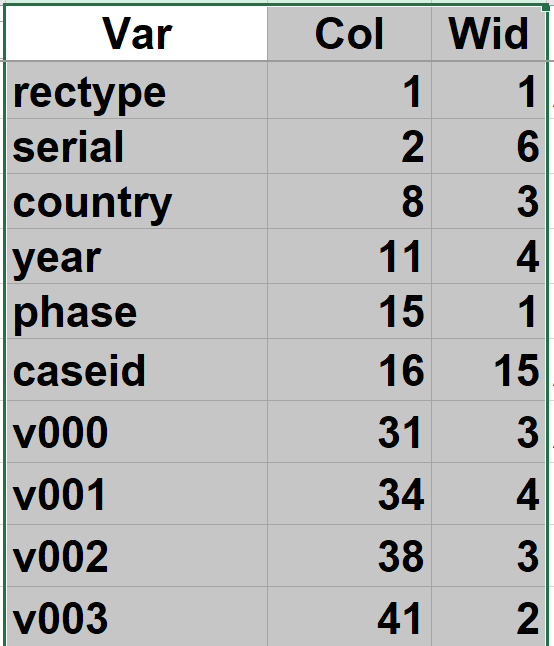 Var Col Wid
rectype 1 1
serial 2 6
country 8 3
year 11 4
phase 15 1
caseid 16 15
v000 31 3
v001 34 4
v002 38 3
v003 41 2